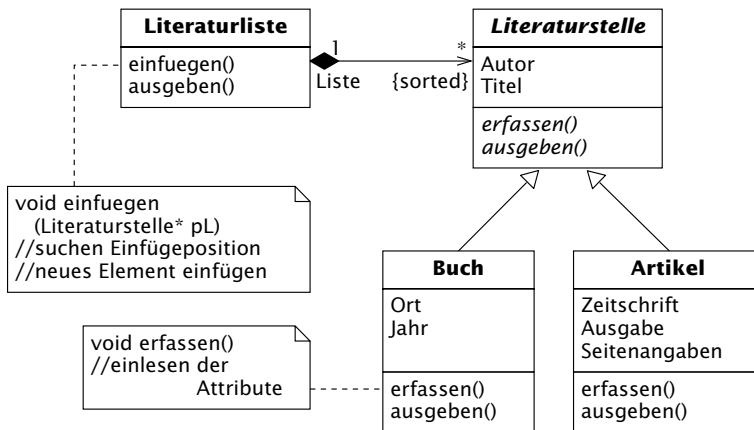 Literaturliste
einfuegen()
ausgeben()
1
*
Liste
{sorted}
Literaturstelle
Autor
Titel
erfassen()
ausgeben()
void einfuegen
(Literaturstelle* pL)
//suchen Einfügeposition
//neues Element einfügen
Buch
Ort
Jahr
erfassen()
ausgeben()
Artikel
Zeitschrift
Ausgabe
Seitenangaben
erfassen()
ausgeben()
void erfassen()
//einlesen der
Attribute